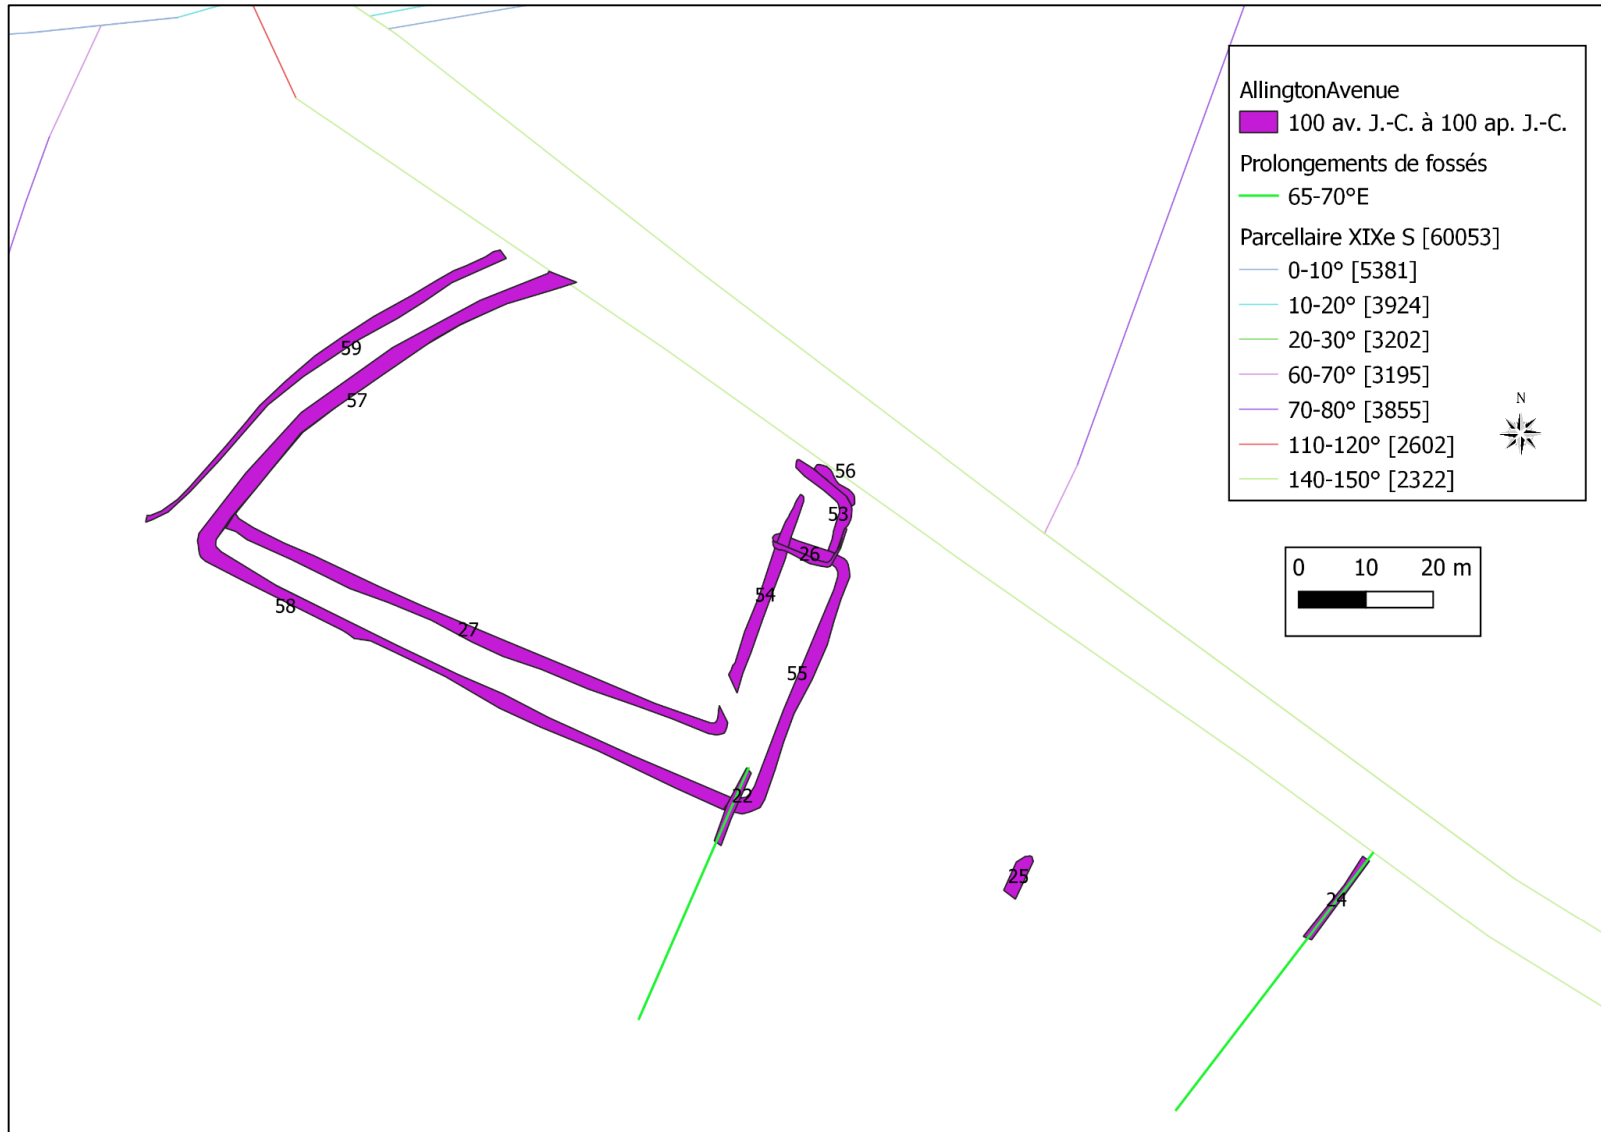 AllingtonAvenue
100 av. J.-C. à 100 ap. J.-C.
Prolongements de fossés
65-70°E
Parcellaire XIXe S [60053]
0-10° [5381]
10-20° [3924]
20-30° [3202]
60-70° [3195]
70-80° [3855]
110-120° [2602]
140-150° [2322]
N
0 10 20 m
59
57
56
53
26
54
58
27
55
22
25
24